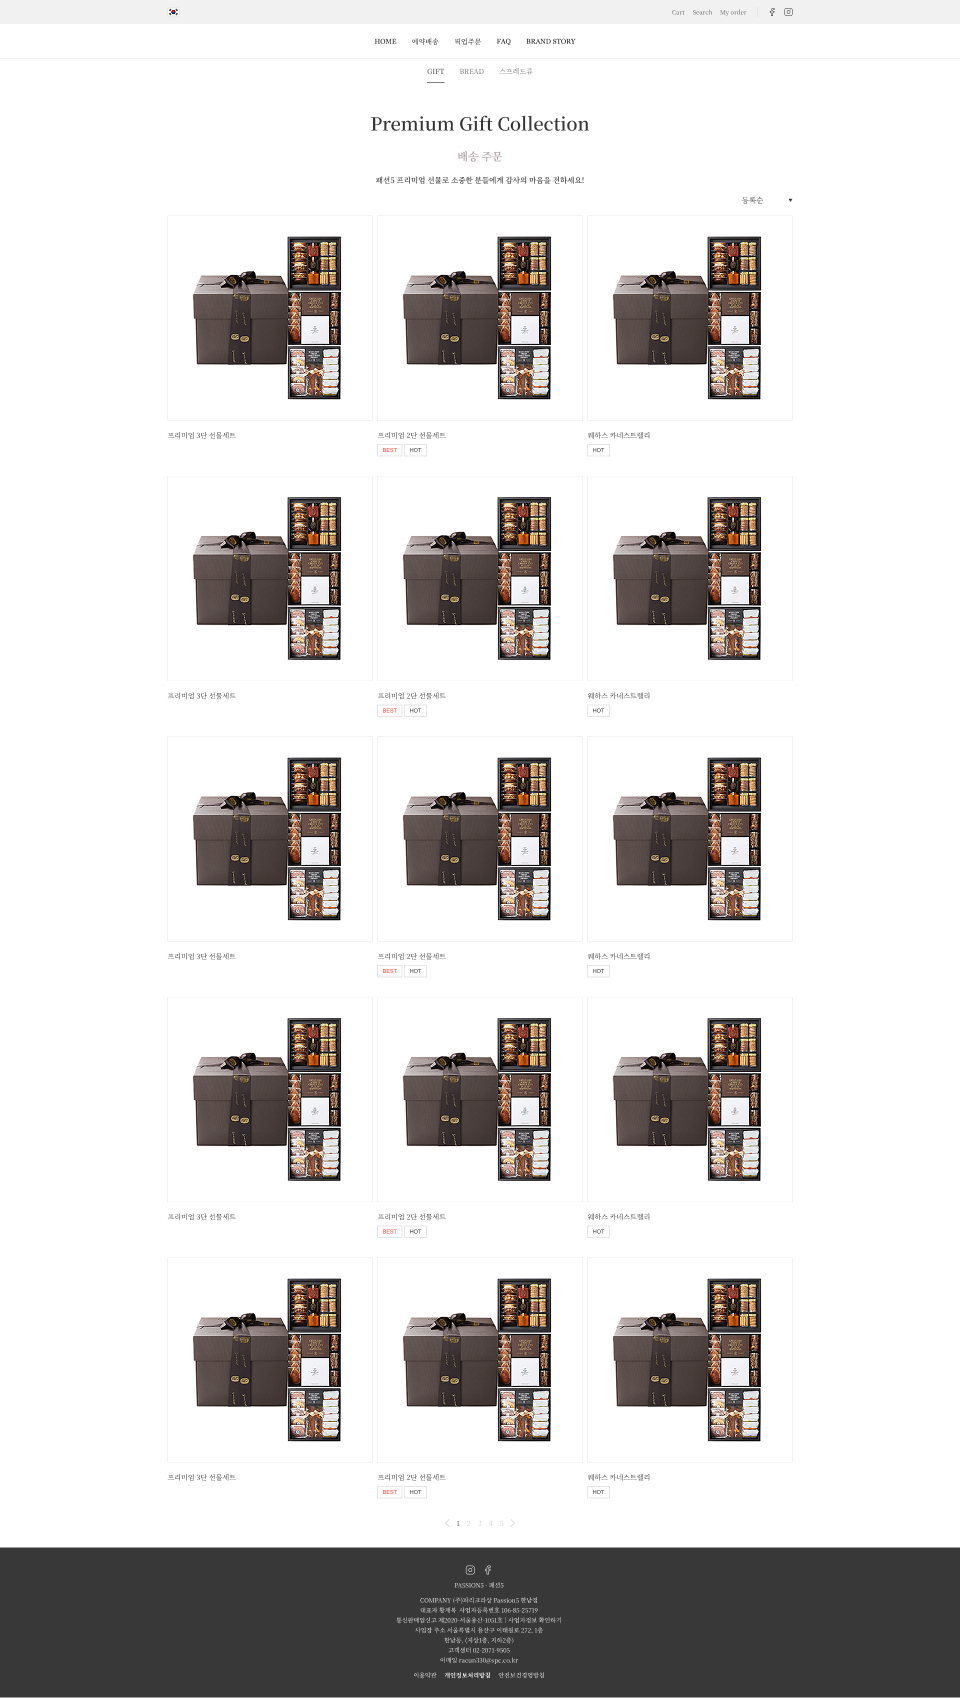 Cart Search My order
HOME 예약배송 픽업주문 FAQ BRAND STORY
GIFT BREAD 스프레드류
Premium Gift Collection
배송 주문
패션5 프리미엄 선물로 소중한 분들에게 감사의 마음을 전하세요!
등록순
프리미엄 3단 선물세트
프리미엄 2단 선물세트
BEST HOT
웨하스 카네스트렐리
HOT
프리미엄 3단 선물세트
프리미엄 2단 선물세트
BEST HOT
웨하스 카네스트렐리
HOT
프리미엄 3단 선물세트
프리미엄 2단 선물세트
BEST HOT
웨하스 카네스트렐리
HOT
프리미엄 3단 선물세트
프리미엄 2단 선물세트
BEST HOT
웨하스 카네스트렐리
HOT
프리미엄 3단 선물세트
프리미엄 2단 선물세트
BEST HOT
웨하스 카네스트렐리
HOT
1 2 3 4 5
PASSION5 - 패션5
COMPANY (주)파리크라상 Passion5 한남점
대표자 황재복 사업자등록번호 106-85-25719
통신판매업신고 제2020-서울용산-1051호 | 사업자정보 확인하기
사업장 주소 서울특별시 용산구 이태원로 272, 1층
한남동, (지상1층, 지하2층)
고객센터 02-2071-9505
이메일 racun330@spc.co.kr
이용약관 개인정보처리방침 안전보건경영방침